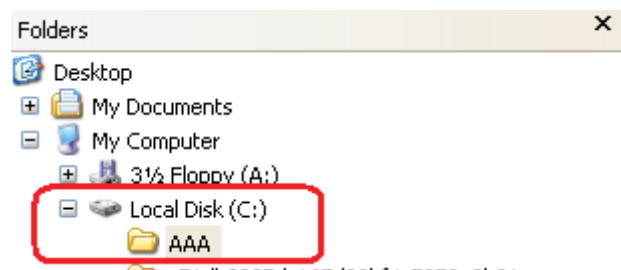 Folders
Desktop
My Documents
My Computer
3½ Floppy (A:)
Local Disk (C:)
AAA